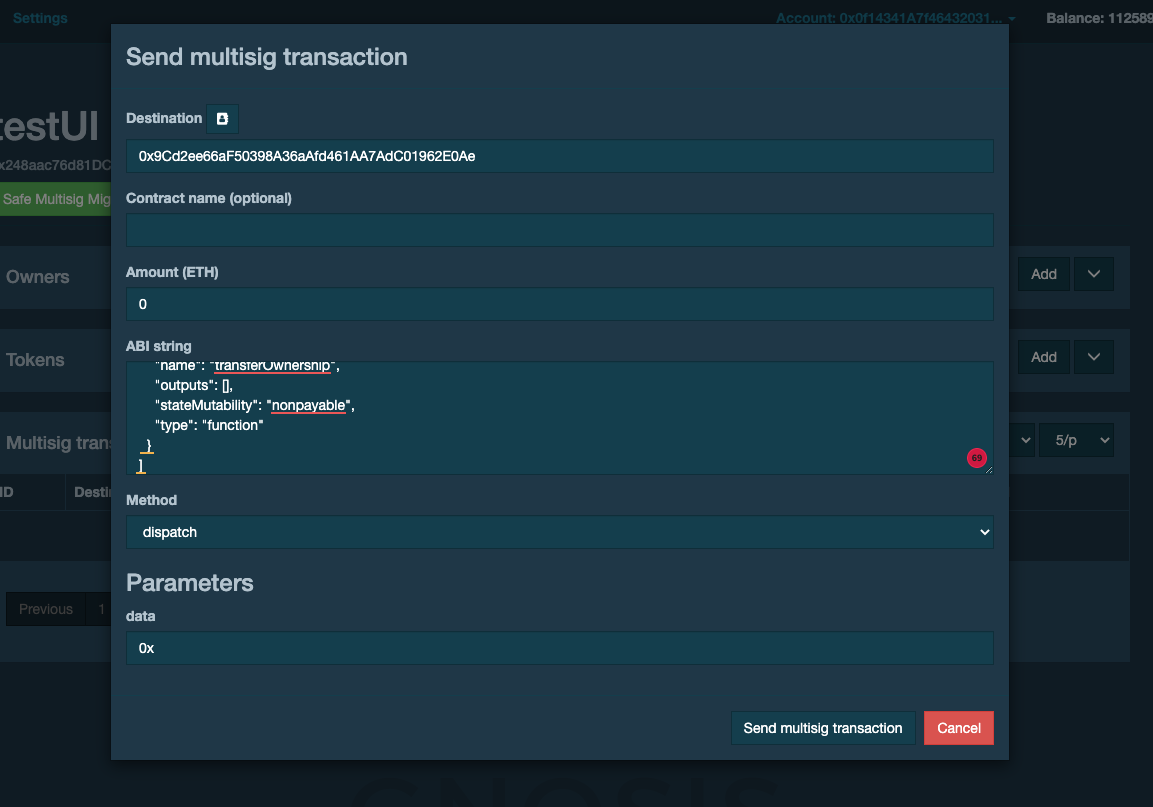 Settings
Account: 0x0f14341A7f46432031...
Balance: 112589
Send multisig transaction
testUI
Destination
0x9Cd2ee66aF50398A36aAfd461AA7AdC01962E0Ae
x248aac76d81DC
Safe Multisig Mig
Contract name (optional)
Owners
Add
Amount (ETH)
0
ABI string
Tokens
Add
"name": "transferOwnership",
"outputs": [],
"stateMutability": "nonpayable",
"type": "function"
}
]
69
Multisig trans
5/p
ID
Destin
Method
dispatch
Parameters
Previous
1
data
0x
Send multisig transaction
Cancel
GNOSIS